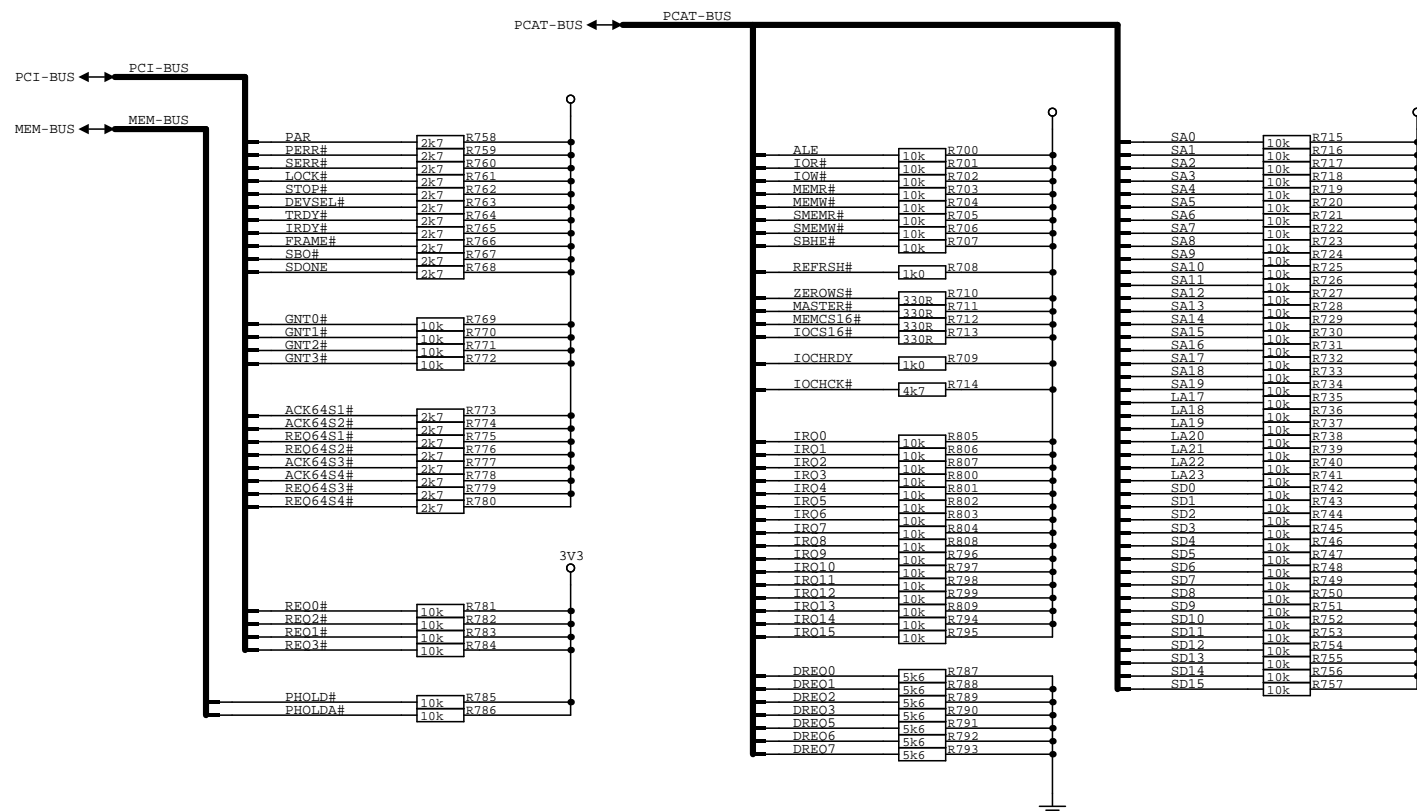 PCAT-BUS PCAT-BUS
PCI-BUS PCI-BUS
MEM-BUS MEM-BUS
PAR 2k7 R758
PERR# 2k7 R759
SERR# 2k7 R760
LOCK# 2k7 R761
STOP# 2k7 R762
DEVSEL# 2k7 R763
TRDY# 2k7 R764
IRDY# 2k7 R765
FRAME# 2k7 R766
SBO# 2k7 R767
SDONE 2k7 R768
GNT0# 10k R769
GNT1# 10k R770
GNT2# 10k R771
GNT3# 10k R772
ACK64S1# 2k7 R773
ACK64S2# 2k7 R774
REQ64S1# 2k7 R775
REQ64S2# 2k7 R776
ACK64S3# 2k7 R777
ACK64S4# 2k7 R778
REQ64S3# 2k7 R779
REQ64S4# 2k7 R780
3V3
REQ0# 10k R781
REQ2# 10k R782
REQ1# 10k R783
REQ3# 10k R784
PHOLD# 10k R785
PHOLDA# 10k R786
ALE 10k R700
IOR# 10k R701
IOW# 10k R702
MEMR# 10k R703
MEMW# 10k R704
SMEMR# 10k R705
SMEMW# 10k R706
SBHE# 10k R707
REFRSH# 1k0 R708
ZEROWS# 330R R710
MASTER# 330R R711
MEMCS16# 330R R712
IOCS16# 330R R713
IOCHRDY 1k0 R709
IOCHCK# 4k7 R714
IRQ0 10k R805
IRQ1 10k R806
IRQ2 10k R807
IRQ3 10k R800
IRQ4 10k R801
IRQ5 10k R802
IRQ6 10k R803
IRQ7 10k R804
IRQ8 10k R808
IRQ9 10k R796
IRQ10 10k R797
IRQ11 10k R798
IRQ12 10k R799
IRQ13 10k R809
IRQ14 10k R794
IRQ15 10k R795
DREQ0 5k6 R787
DREQ1 5k6 R788
DREQ2 5k6 R789
DREQ3 5k6 R790
DREQ5 5k6 R791
DREQ6 5k6 R792
DREQ7 5k6 R793
SA0 10k R715
SA1 10k R716
SA2 10k R717
SA3 10k R718
SA4 10k R719
SA5 10k R720
SA6 10k R721
SA7 10k R722
SA8 10k R723
SA9 10k R724
SA10 10k R725
SA11 10k R726
SA12 10k R727
SA13 10k R728
SA14 10k R729
SA15 10k R730
SA16 10k R731
SA17 10k R732
SA18 10k R733
SA19 10k R734
LA17 10k R735
LA18 10k R736
LA19 10k R737
LA20 10k R738
LA21 10k R739
LA22 10k R740
LA23 10k R741
SD0 10k R742
SD1 10k R743
SD2 10k R744
SD3 10k R745
SD4 10k R746
SD5 10k R747
SD6 10k R748
SD7 10k R749
SD8 10k R750
SD9 10k R751
SD10 10k R752
SD11 10k R753
SD12 10k R754
SD13 10k R755
SD14 10k R756
SD15 10k R757